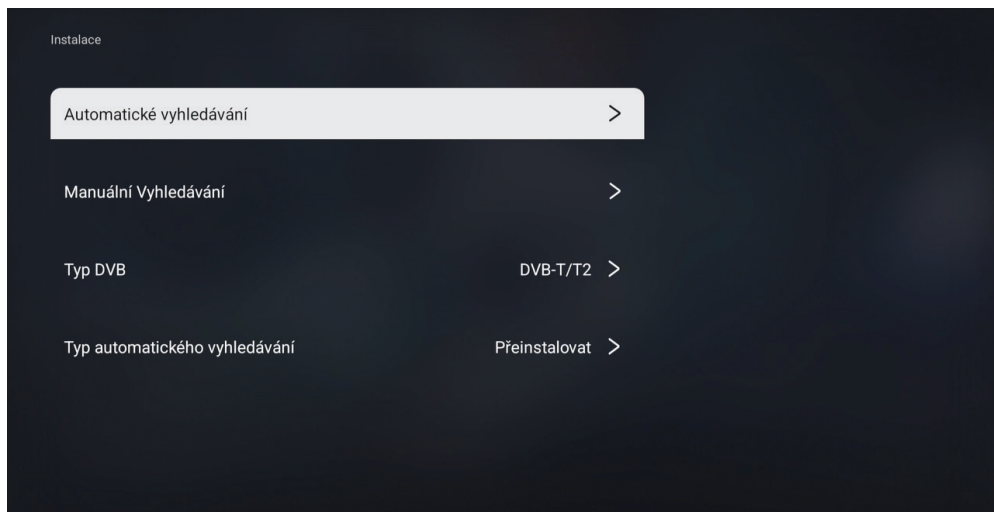 Instalace
Automatické vyhledávání
Manuální Vyhledávání
Typ DVB DVB-T/T2
Typ automatického vyhledávání Přeinstalovat